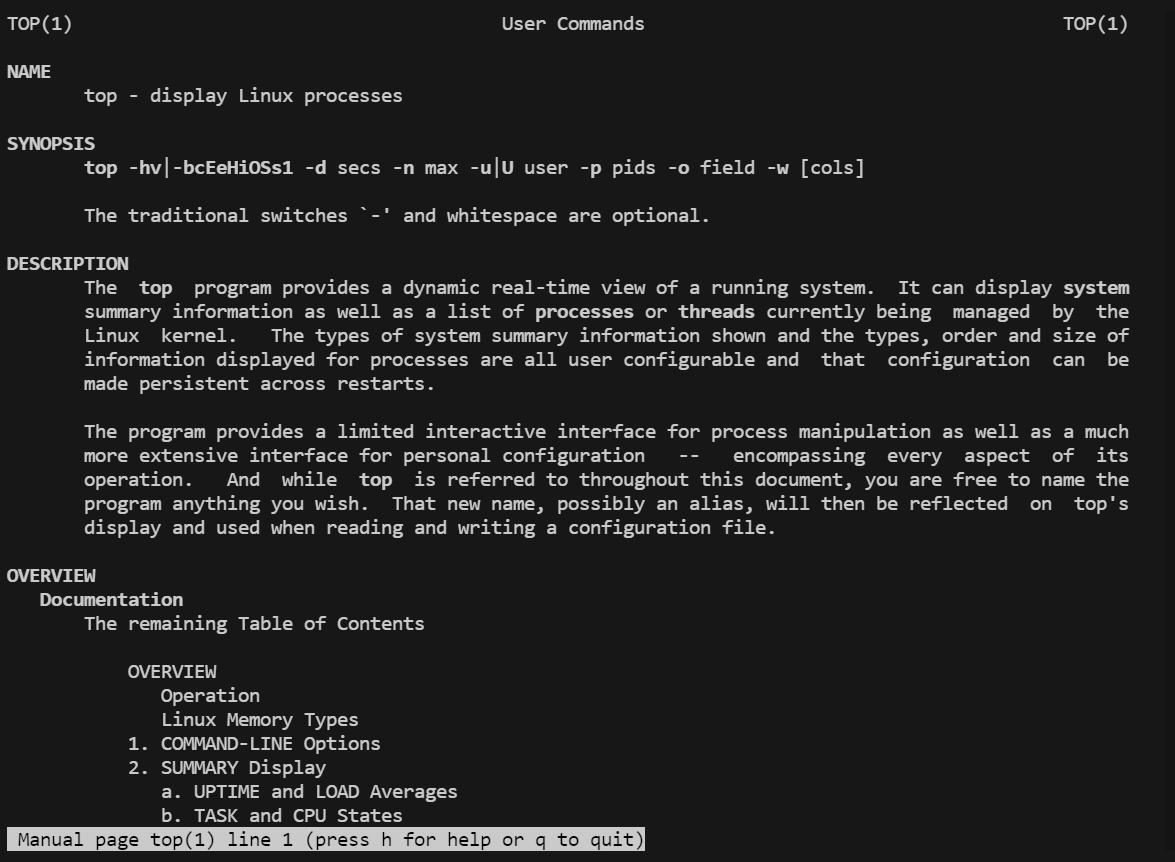 TOP(1) User Commands TOP(1)
NAME
top - display Linux processes
SYNOPSIS
top -hv|-bcEeHiOSs1 -d secs -n max -u|U user -p pids -o field -w [cols]
The traditional switches `-' and whitespace are optional.
DESCRIPTION
The top program provides a dynamic real-time view of a running system. It can display system
summary information as well as a list of processes or threads currently being managed by the
Linux kernel. The types of system summary information shown and the types, order and size of
information displayed for processes are all user configurable and that configuration can be
made persistent across restarts.
The program provides a limited interactive interface for process manipulation as well as a much
more extensive interface for personal configuration -- encompassing every aspect of its
operation. And while top is referred to throughout this document, you are free to name the
program anything you wish. That new name, possibly an alias, will then be reflected on top's
display and used when reading and writing a configuration file.
OVERVIEW
Documentation
The remaining Table of Contents
OVERVIEW
Operation
Linux Memory Types
1. COMMAND-LINE Options
2. SUMMARY Display
a. UPTIME and LOAD Averages
b. TASK and CPU States
Manual page top(1) line 1 (press h for help or q to quit)